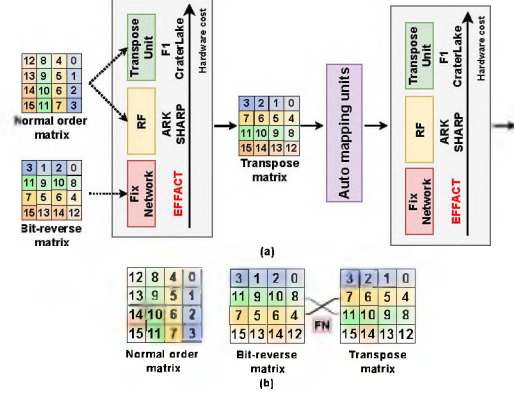 12 8 4 0
13 9 5 1
14 10 6 2
15 11 7 3
Normal order
matrix
3 1 2 0
11 9 10 8
7 5 6 4
15 13 14 12
Bit-reverse
matrix
Transpose
Unit
F1
CraterLake
RF
ARK
SHARP
Fix
Network
EFFACT
Hardware cost
3 2 1 0
7 6 5 4
11 10 9 8
15 14 13 12
Transpose
matrix
Auto mapping units
Transpose
Unit
F1
CraterLake
RF
ARK
SHARP
Fix
Network
EFFACT
Hardware cost
(a)
12 8 4 0
13 9 5 1
14 10 6 2
15 11 7 3
Normal order
matrix
3 1 2 0
11 9 10 8
7 5 6 4
15 13 14 12
Bit-reverse
matrix
FN
3 2 1 0
7 6 5 4
11 10 9 8
15 14 13 12
Transpose
matrix
(b)